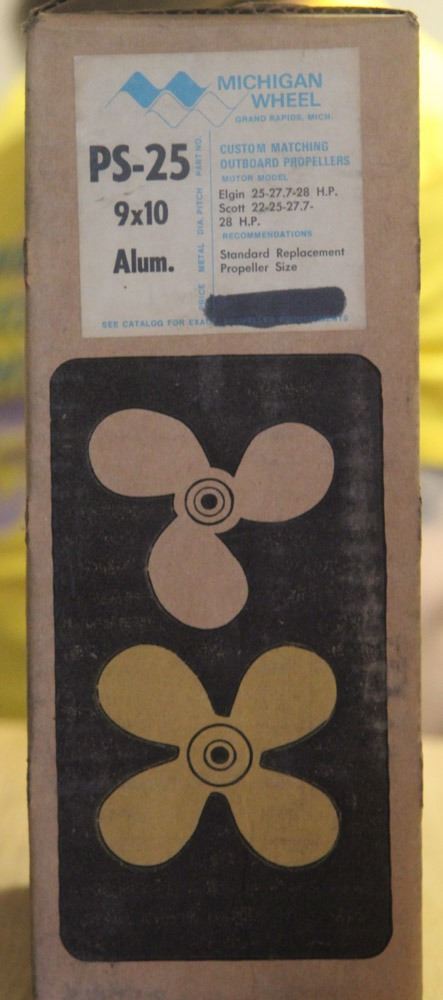 MICHIGAN
WHEEL
GRAND RAPIDS, MICH.
PS-25
PART NO.
9x10
DIA. PITCH
Alum.
METAL
PRICE
CUSTOM MATCHING
OUTBOARD PROPELLERS
MOTOR MODEL
Elgin 25-27.7-28 H.P.
Scott 22-25-27.7-
28 H.P.
RECOMMENDATIONS
Standard Replacement
Propeller Size
SEE CATALOG FOR